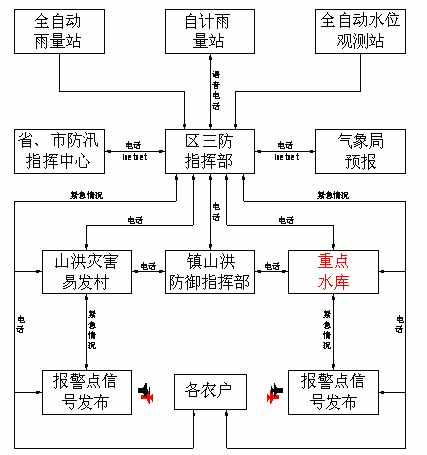 全自动
雨量站
自计雨
量站
全自动水位
观测站
语音电话
省、市防汛
指挥中心
电话
Inetnet
区三防
指挥部
电话
Inetnet
气象局
预报
紧急情况
紧急情况
电话
电话
电话
山洪灾害
易发村
电话
镇山洪
防御指挥部
电话
重点
水库
电话
紧急情况
紧急情况
电话
报警点信
号发布
各农户
报警点信
号发布